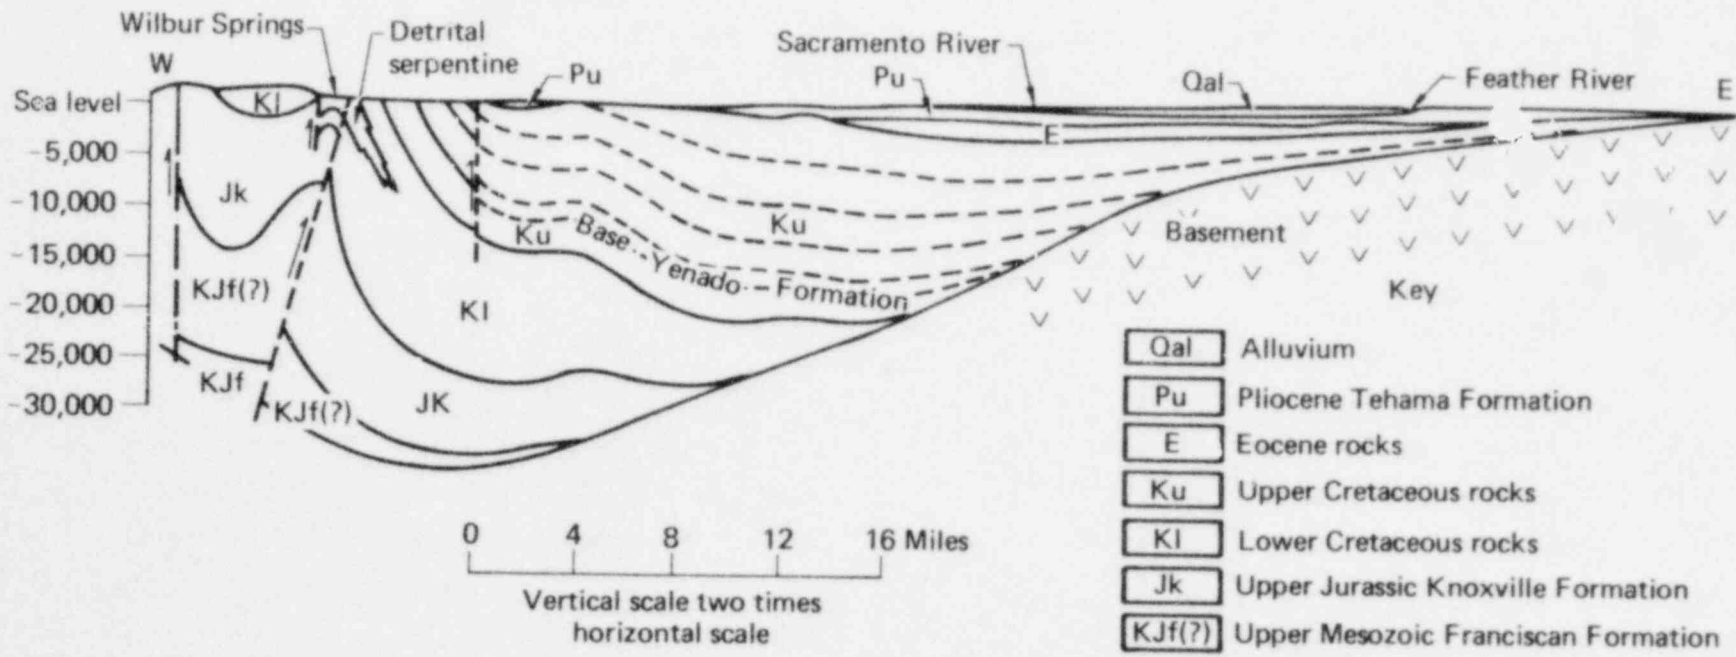 Wilbur Springs
Detrital
serpentine
Sacramento River
W
Pu
Pu
Qal
Feather River
E
Sea level
Kl
E
-5,000
Jk
-10,000
Ku
Ku
Basement
-15,000
Base Yenado Formation
KJf(?)
Kl
Key
-20,000
-25,000
KJf
KJf(?)
JK
-30,000
Qal Alluvium
Pu Pliocene Tehama Formation
E Eocene rocks
Ku Upper Cretaceous rocks
Kl Lower Cretaceous rocks
Jk Upper Jurassic Knoxville Formation
KJf(?) Upper Mesozoic Franciscan Formation
0 4 8 12 16 Miles
Vertical scale two times
horizontal scale